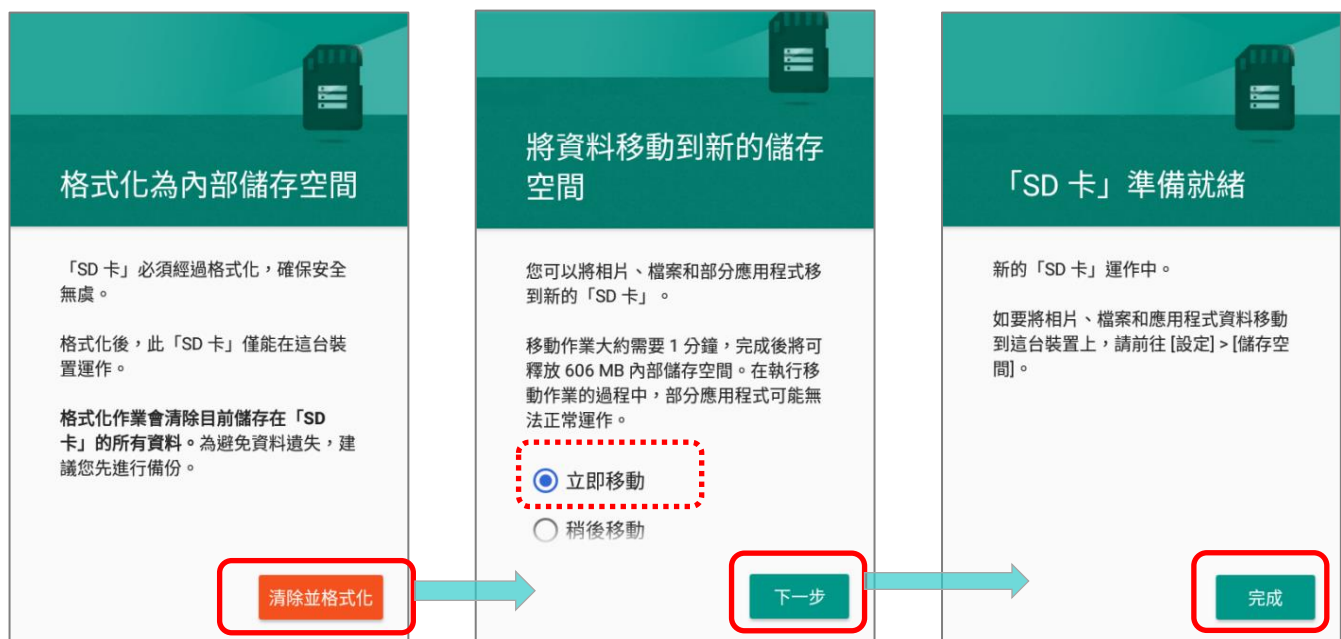 格式化為內部儲存空間
「SD 卡」必須經過格式化，確保安全
無虞。
格式化後，此「SD 卡」僅能在這台裝
置運作。
格式化作業會清除目前儲存在「SD
卡」的所有資料。為避免資料遺失，建
議您先進行備份。
清除並格式化
將資料移動到新的儲存
空間
您可以將相片、檔案和部分應用程式移
到新的「SD 卡」。
移動作業大約需要 1 分鐘，完成後將可
釋放 606 MB 內部儲存空間。在執行移
動作業的過程中，部分應用程式可能無
法正常運作。
立即移動
稍後移動
下一步
「SD 卡」準備就緒
新的「SD 卡」運作中。
如要將相片、檔案和應用程式資料移動
到這台裝置上，請前往 [設定] > [儲存空
間]。
完成